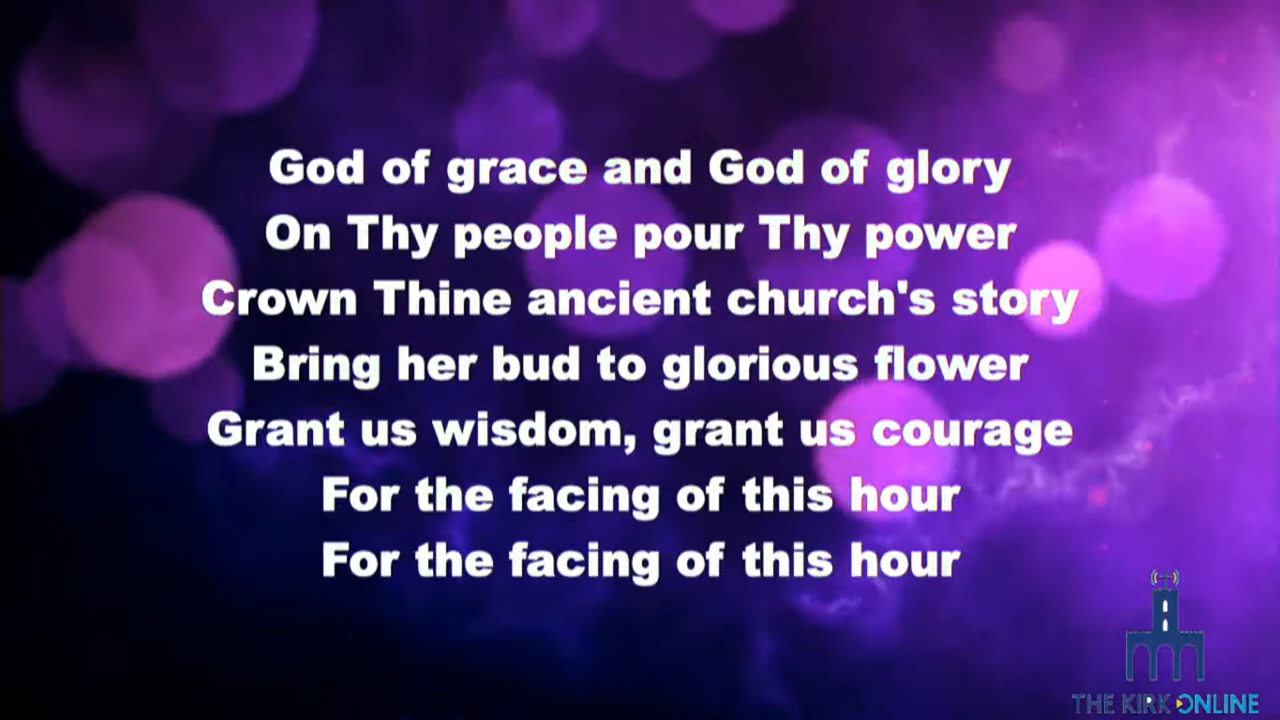 God of grace and God of glory
On Thy people pour Thy power
Crown Thine ancient church's story
Bring her bud to glorious flower
Grant us wisdom, grant us courage
For the facing of this hour
For the facing of this hour
THE KIRK ONLINE